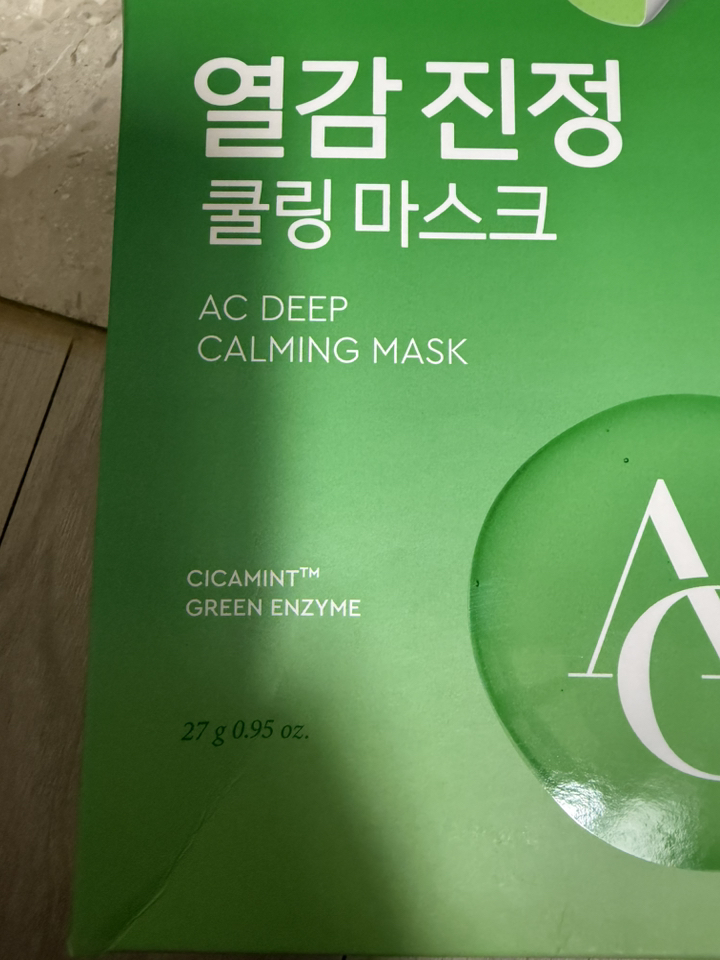 열감 진정
쿨링 마스크
AC DEEP
CALMING MASK
CICAMINT™
GREEN ENZYME
AC
27 g 0.95 oz.